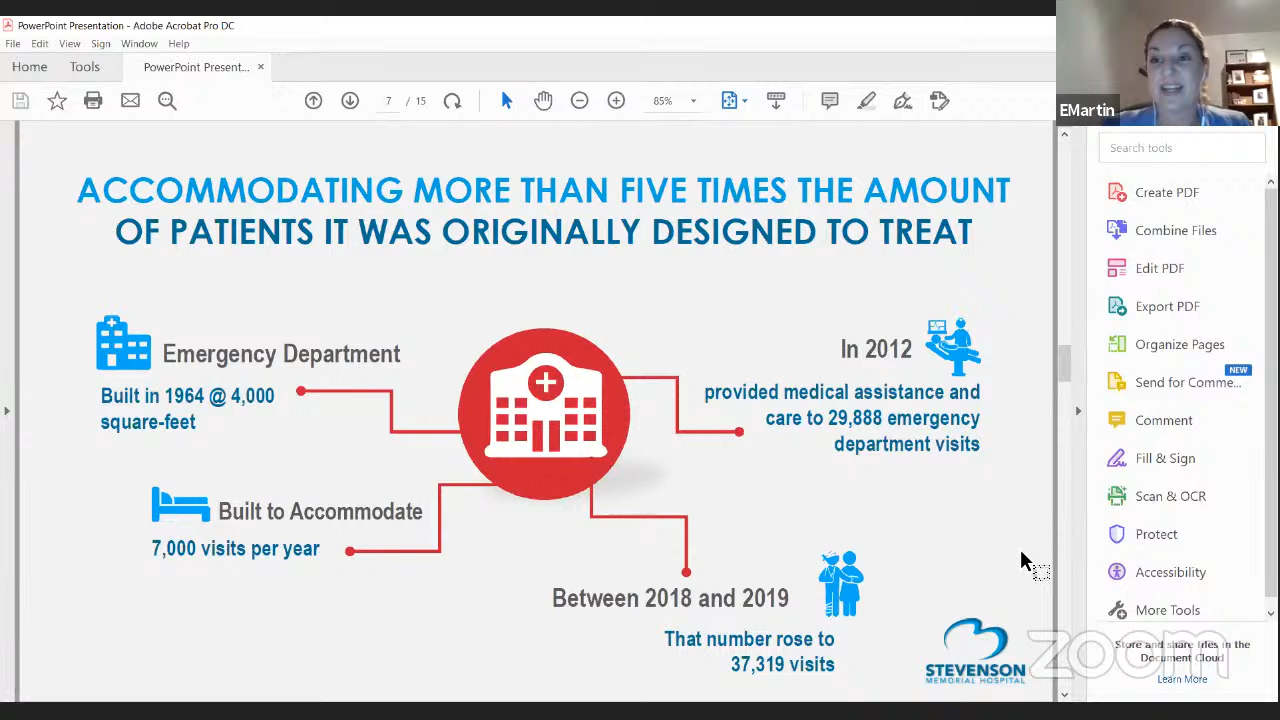 PowerPoint Presentation - Adobe Acrobat Pro DC
File Edit View Sign Window Help
Home Tools PowerPoint Present... ×
7 / 15 85%
EMartin
ACCOMMODATING MORE THAN FIVE TIMES THE AMOUNT
OF PATIENTS IT WAS ORIGINALLY DESIGNED TO TREAT
Emergency Department
Built in 1964 @ 4,000
square-feet
Built to Accommodate
7,000 visits per year
In 2012
provided medical assistance and
care to 29,888 emergency
department visits
Between 2018 and 2019
That number rose to
37,319 visits
STEVENSON
MEMORIAL HOSPITAL
Search tools
Create PDF
Combine Files
Edit PDF
Export PDF
Organize Pages
NEW
Send for Comme...
Comment
Fill & Sign
Scan & OCR
Protect
Accessibility
More Tools
Store and share files in the
Document Cloud
Learn More
zoom